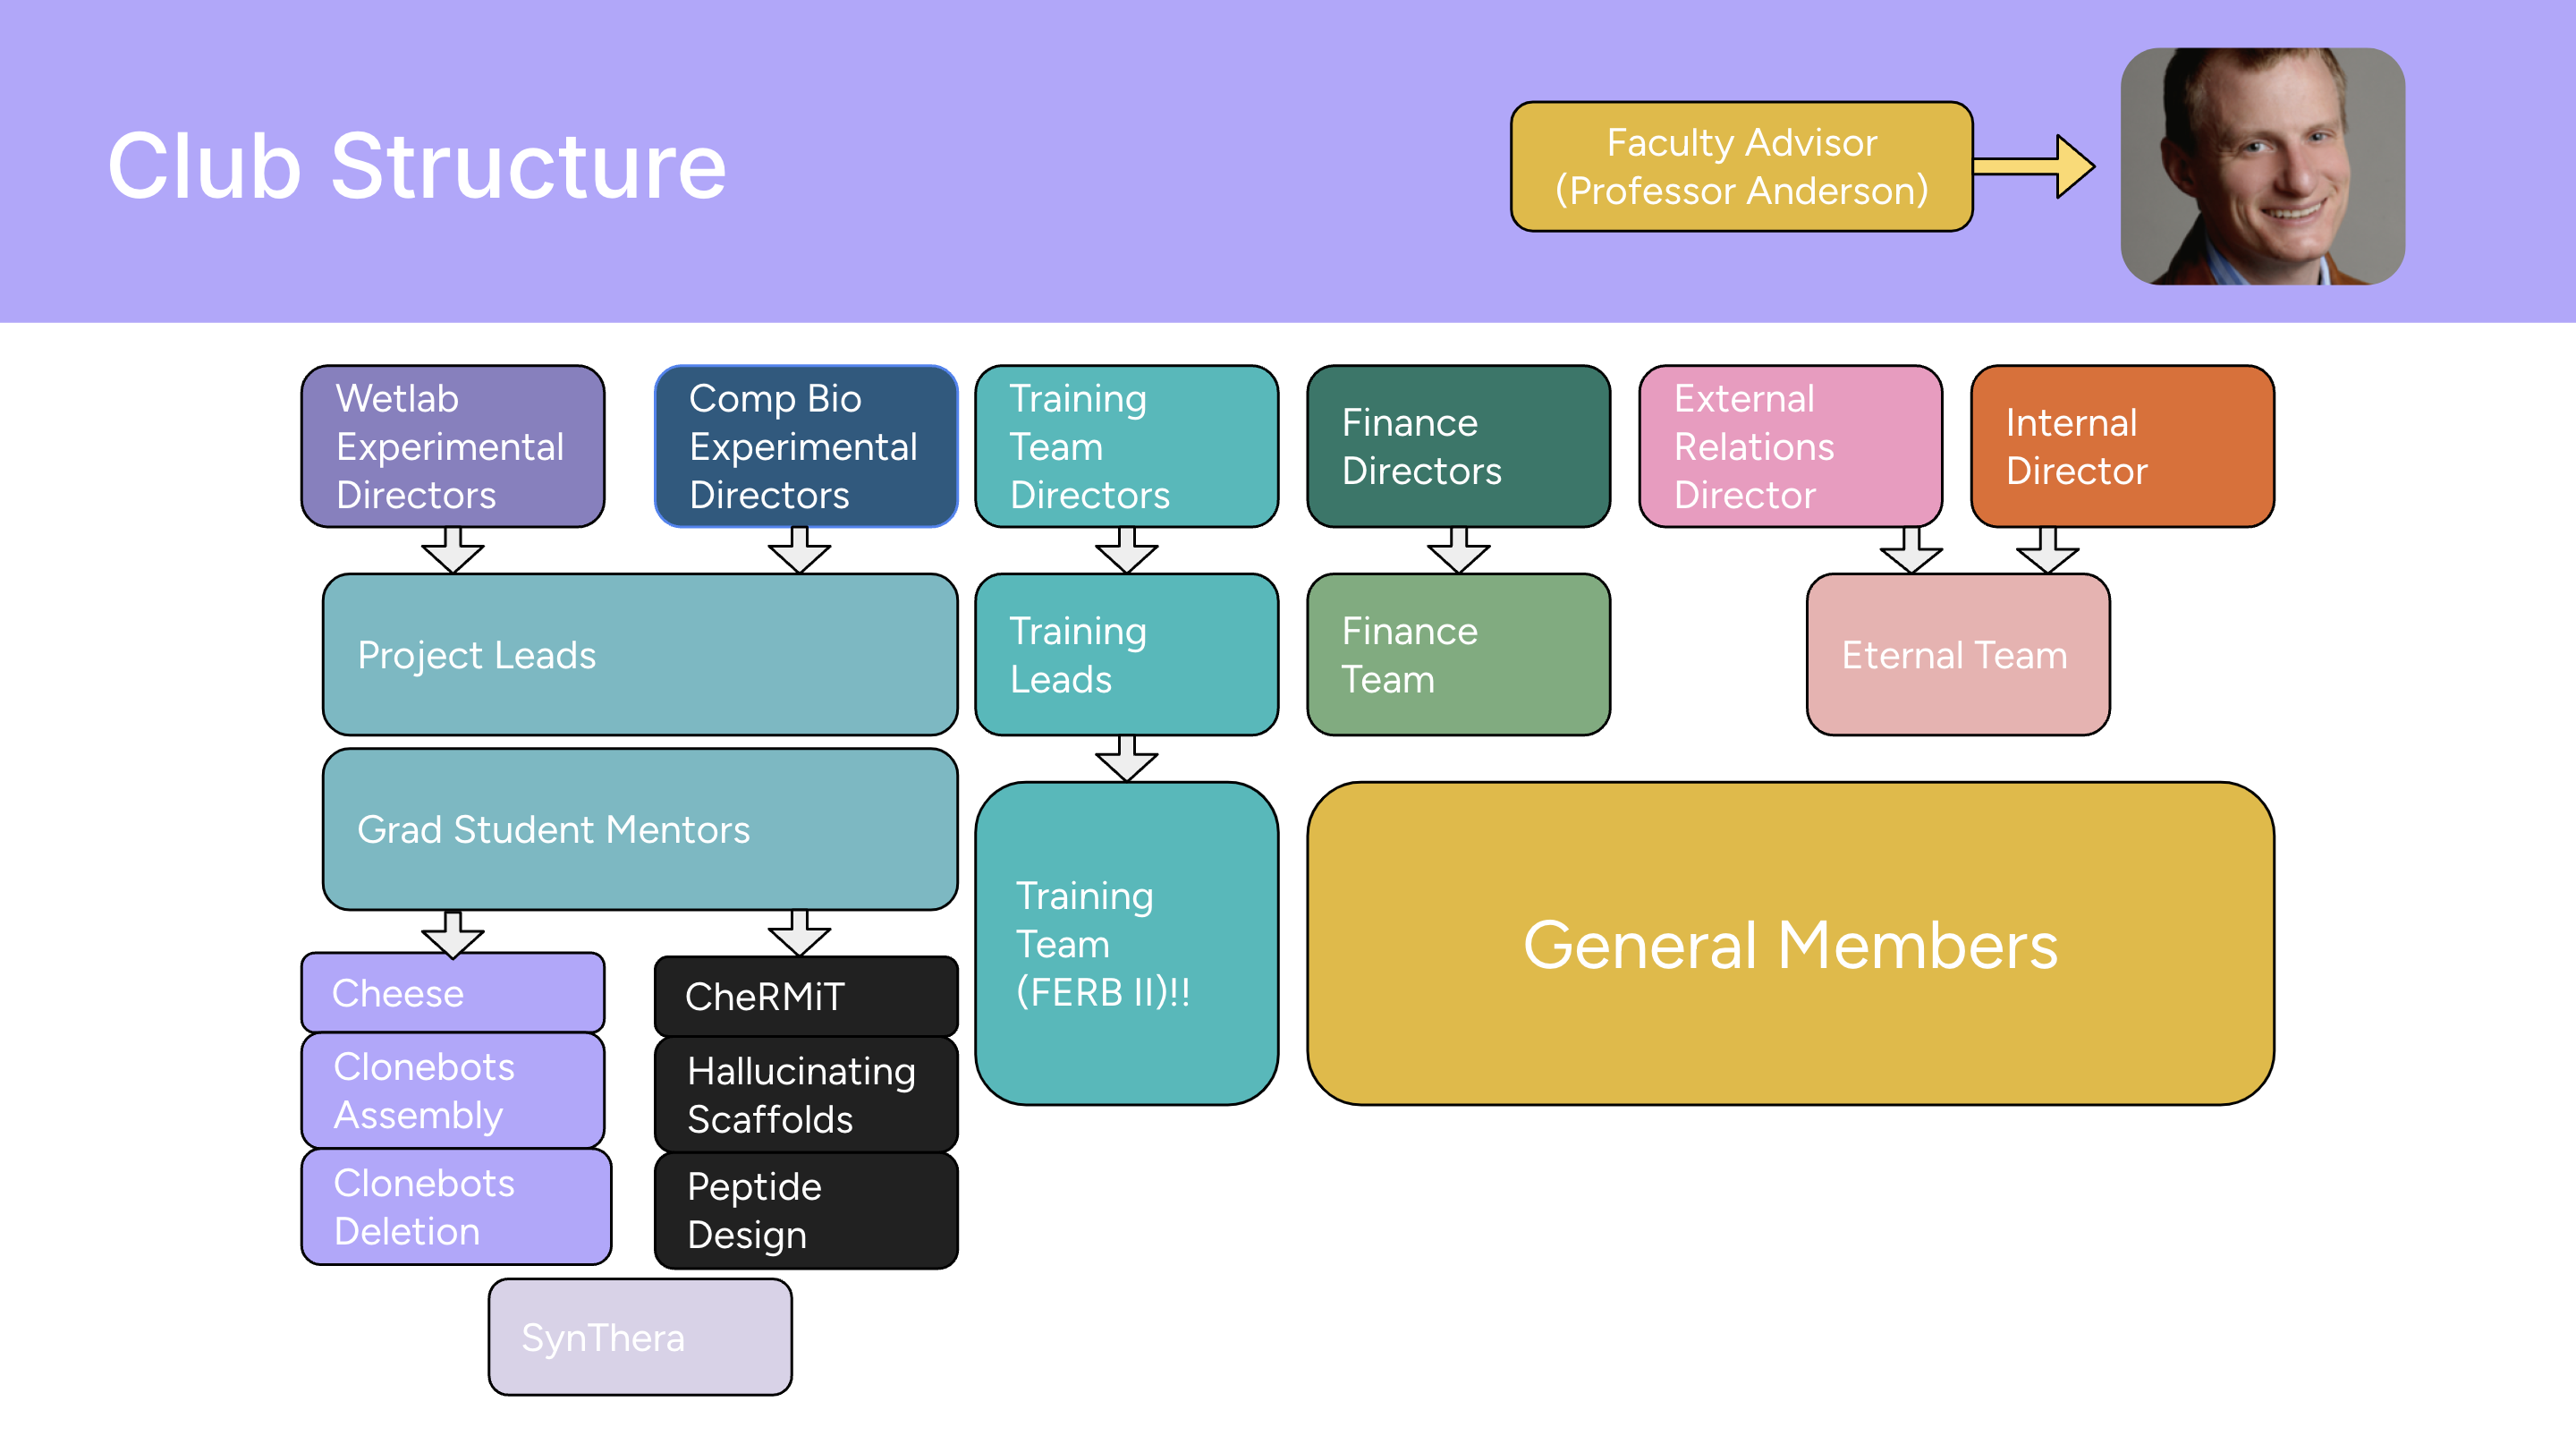 Club Structure
Faculty Advisor
(Professor Anderson)
Wetlab
Experimental
Directors
Comp Bio
Experimental
Directors
Training
Team
Directors
Finance
Directors
External
Relations
Director
Internal
Director
Project Leads
Training
Leads
Finance
Team
Eternal Team
Grad Student Mentors
Training
Team
(FERB II)!!
General Members
Cheese
CheRMiT
Clonebots
Assembly
Hallucinating
Scaffolds
Clonebots
Deletion
Peptide
Design
SynThera